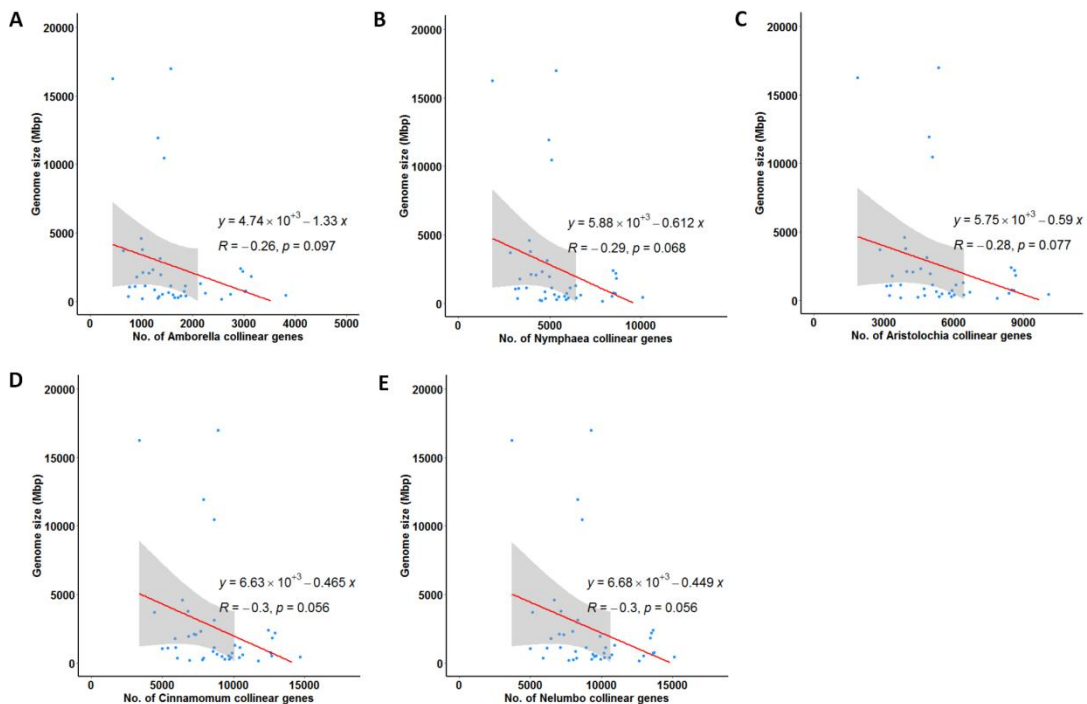 A
20000
15000
10000
5000
0
Genome size (Mbp)
y = 4.74 × 10⁺³ − 1.33 x
R = −0.26, p = 0.097
0 1000 2000 3000 4000 5000
No. of Amborella collinear genes
B
20000
15000
10000
5000
0
Genome size (Mbp)
y = 5.88 × 10⁺³ − 0.612 x
R = −0.29, p = 0.068
0 5000 10000
No. of Nymphaea collinear genes
C
20000
15000
10000
5000
0
Genome size (Mbp)
y = 5.75 × 10⁺³ − 0.59 x
R = −0.28, p = 0.077
0 3000 6000 9000
No. of Aristolochia collinear genes
D
20000
15000
10000
5000
0
Genome size (Mbp)
y = 6.63 × 10⁺³ − 0.465 x
R = −0.3, p = 0.056
0 5000 10000 15000
No. of Cinnamomum collinear genes
E
20000
15000
10000
5000
0
Genome size (Mbp)
y = 6.68 × 10⁺³ − 0.449 x
R = −0.3, p = 0.056
0 5000 10000 15000
No. of Nelumbo collinear genes